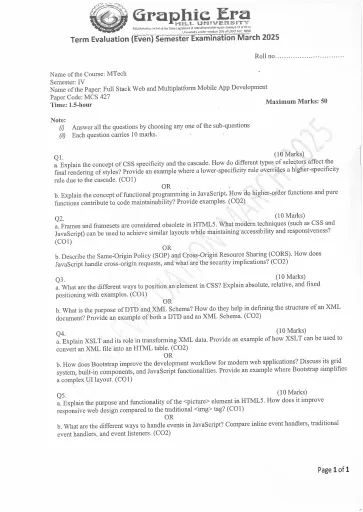 Graphic Era
HILL UNIVERSITY
Term Evaluation (Even) Semester Examination March 2025
Roll no.
Name of the Course: MTech
Semester: IV
Name of the Paper: Full Stack Web and Multiplatform Mobile App Development
Paper Code: MCS 427
Time: 1.5-hour Maximum Marks: 50
Note:
(i) Answer all the questions by choosing any one of the sub-questions
(ii) Each question carries 10 marks.
Q1. (10 Marks)
a. Explain the concept of CSS specificity and the cascade. How do different types of selectors affect the
final rendering of styles? Provide an example where a lower-specificity rule overrides a higher-specificity
rule due to the cascade. (CO1)
OR
b. Explain the concept of functional programming in JavaScript. How do higher-order functions and pure
functions contribute to code maintainability? Provide examples. (CO2)
Q2. (10 Marks)
a. Frames and framesets are considered obsolete in HTML5. What modern techniques (such as CSS and
JavaScript) can be used to achieve similar layouts while maintaining accessibility and responsiveness?
(CO1)
OR
b. Describe the Same-Origin Policy (SOP) and Cross-Origin Resource Sharing (CORS). How does
JavaScript handle cross-origin requests, and what are the security implications? (CO2)
Q3. (10 Marks)
a. What are the different ways to position an element in CSS? Explain absolute, relative, and fixed
positioning with examples. (CO1)
OR
b. What is the purpose of DTD and XML Schema? How do they help in defining the structure of an XML
document? Provide an example of both a DTD and an XML Schema. (CO2)
Q4. (10 Marks)
a. Explain XSLT and its role in transforming XML data. Provide an example of how XSLT can be used to
convert an XML file into an HTML table. (CO2)
OR
b. How does Bootstrap improve the development workflow for modern web applications? Discuss its grid
system, built-in components, and JavaScript functionalities. Provide an example where Bootstrap simplifies
a complex UI layout. (CO1)
Q5. (10 Marks)
a. Explain the purpose and functionality of the <picture> element in HTML5. How does it improve
responsive web design compared to the traditional <img> tag? (CO1)
OR
b. What are the different ways to handle events in JavaScript? Compare inline event handlers, traditional
event handlers, and event listeners. (CO2)
Page 1 of 1